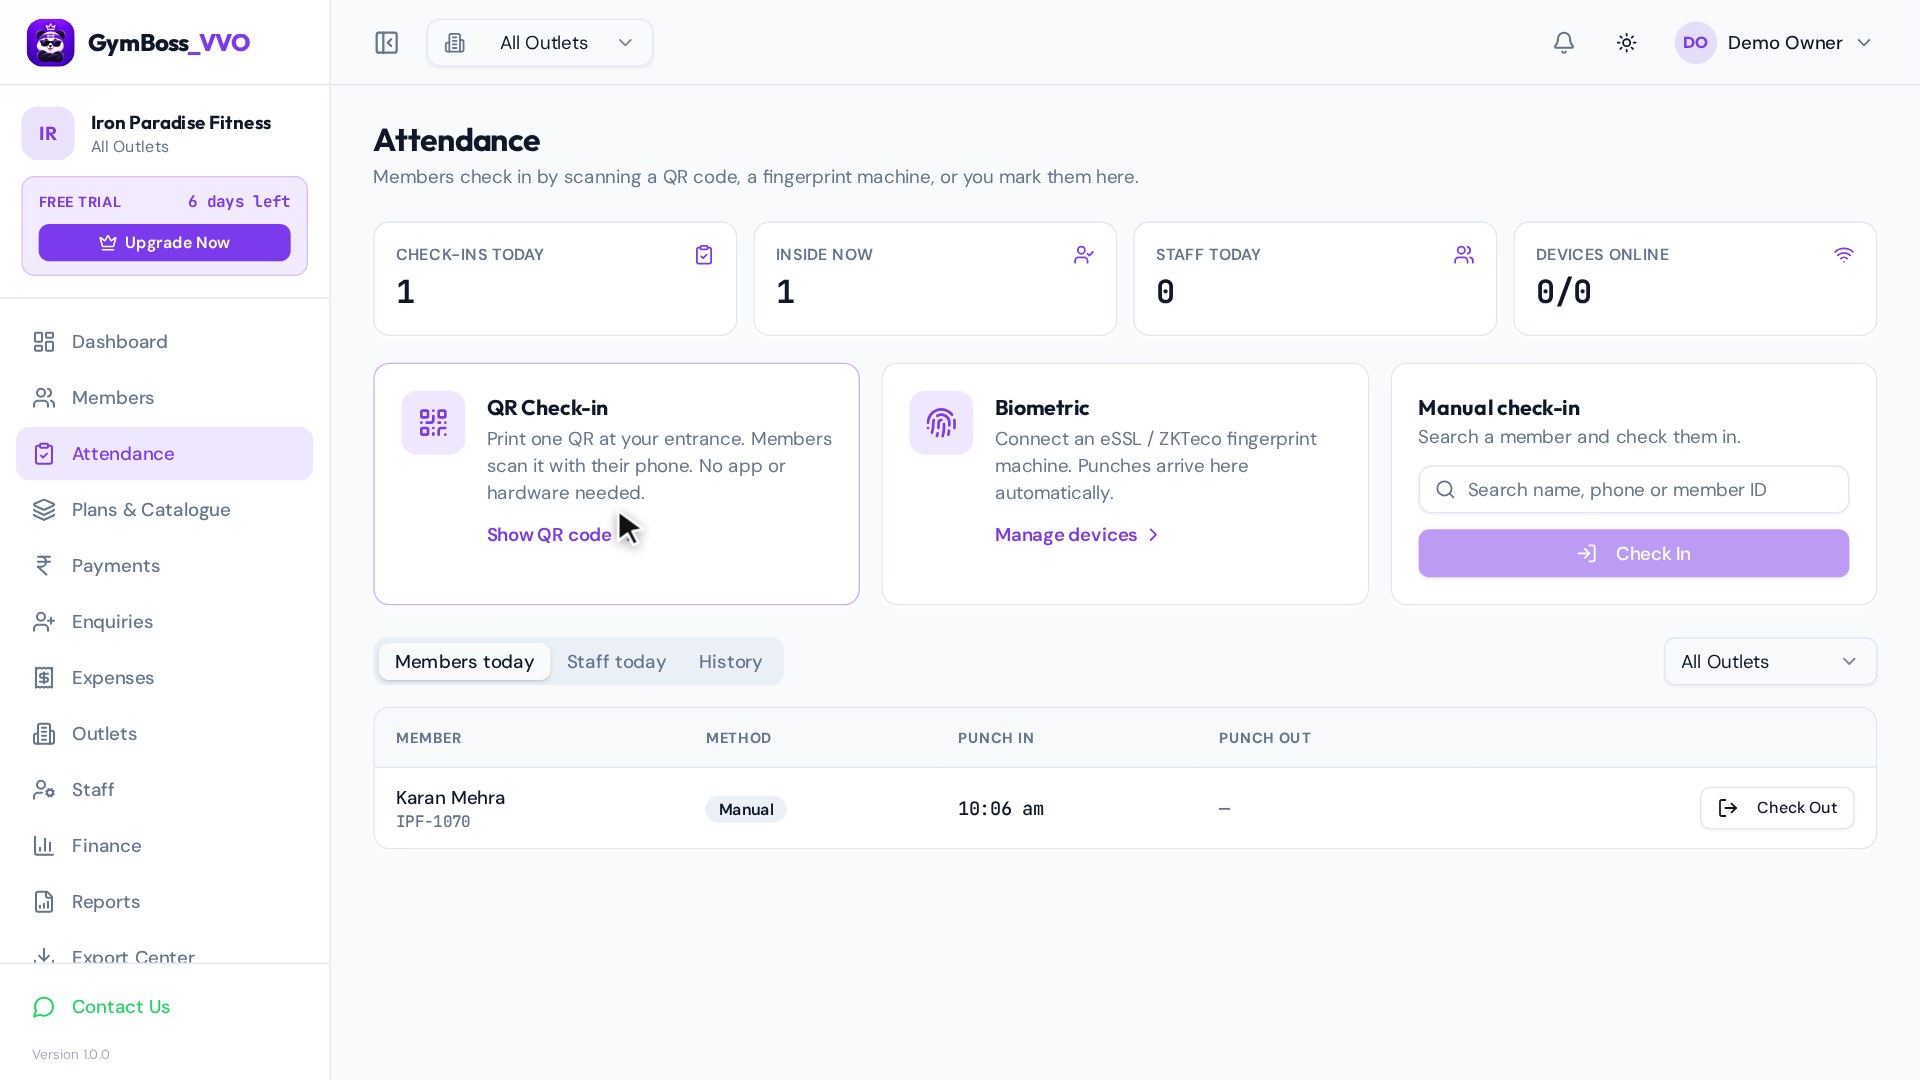 GymBoss_VVO
All Outlets
DO
Demo Owner
IR
Iron Paradise Fitness
All Outlets
FREE TRIAL
6 days left
Upgrade Now
Dashboard
Members
Attendance
Plans & Catalogue
Payments
Enquiries
Expenses
Outlets
Staff
Finance
Reports
Export Center
Contact Us
Version 1.0.0
Attendance
Members check in by scanning a QR code, a fingerprint machine, or you mark them here.
CHECK-INS TODAY
1
INSIDE NOW
1
STAFF TODAY
0
DEVICES ONLINE
0/0
QR Check-in
Print one QR at your entrance. Members
scan it with their phone. No app or
hardware needed.
Show QR code
Biometric
Connect an eSSL / ZKTeco fingerprint
machine. Punches arrive here
automatically.
Manage devices
Manual check-in
Search a member and check them in.
Search name, phone or member ID
Check In
Members today
Staff today
History
All Outlets
MEMBER METHOD PUNCH IN PUNCH OUT
Karan Mehra
IPF-1070
Manual
10:06 am
—
Check Out